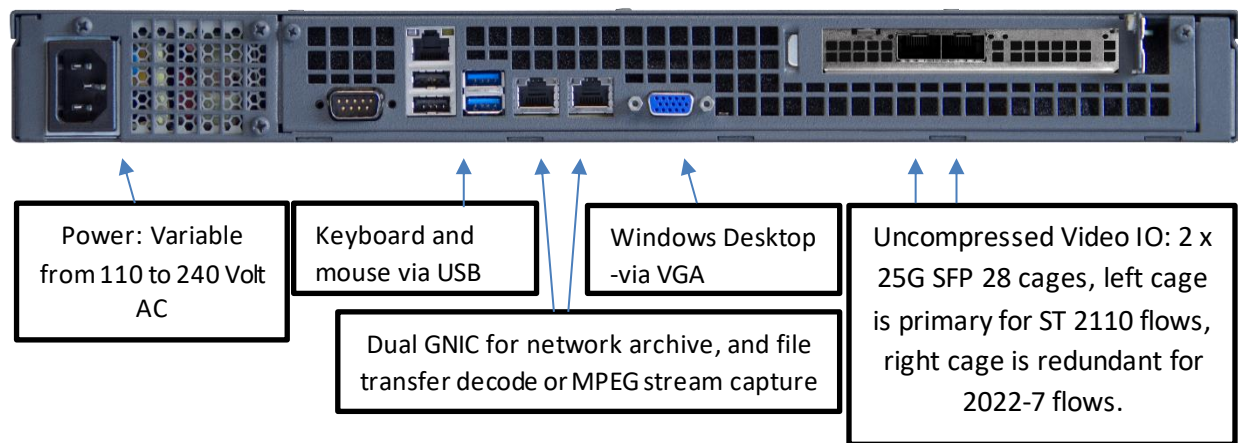 Power: Variable
from 110 to 240 Volt
AC
Keyboard and
mouse via USB
Windows Desktop
-via VGA
Dual GNIC for network archive, and file
transfer decode or MPEG stream capture
Uncompressed Video IO: 2 x
25G SFP 28 cages, left cage
is primary for ST 2110 flows,
right cage is redundant for
2022-7 flows.